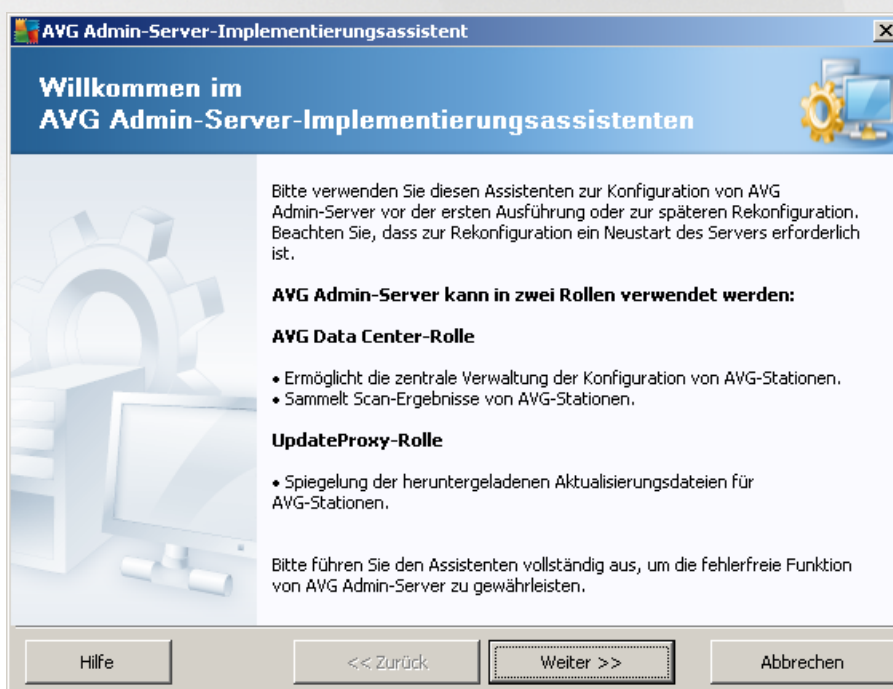 AVG Admin-Server-Implementierungsassistent
Willkommen im
AVG Admin-Server-Implementierungsassistenten
Bitte verwenden Sie diesen Assistenten zur Konfiguration von AVG
Admin-Server vor der ersten Ausführung oder zur späteren Rekonfiguration.
Beachten Sie, dass zur Rekonfiguration ein Neustart des Servers erforderlich
ist.
AVG Admin-Server kann in zwei Rollen verwendet werden:
AVG Data Center-Rolle
• Ermöglicht die zentrale Verwaltung der Konfiguration von AVG-Stationen.
• Sammelt Scan-Ergebnisse von AVG-Stationen.
UpdateProxy-Rolle
• Spiegelung der heruntergeladenen Aktualisierungsdateien für
AVG-Stationen.
Bitte führen Sie den Assistenten vollständig aus, um die fehlerfreie Funktion
von AVG Admin-Server zu gewährleisten.
Hilfe
<< Zurück
Weiter >>
Abbrechen